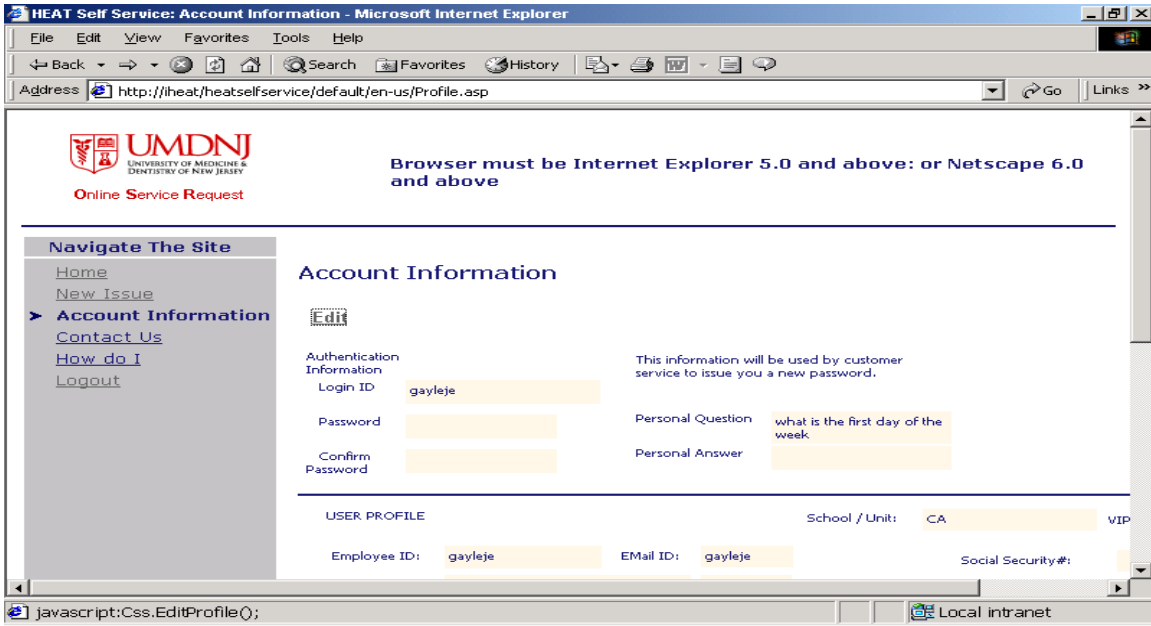 HEAT Self Service: Account Information - Microsoft Internet Explorer
File Edit View Favorites Tools Help
Back Search Favorites History
Address http://iheat/heatselfservice/default/en-us/Profile.asp Go Links »
UMDNJ
UNIVERSITY OF MEDICINE &
DENTISTRY OF NEW JERSEY
Online Service Request
Browser must be Internet Explorer 5.0 and above: or Netscape 6.0
and above
Navigate The Site
Home
New Issue
Account Information
Contact Us
How do I
Logout
Account Information
Edit
Authentication
Information
This information will be used by customer
service to issue you a new password.
Login ID gayleje
Password
Personal Question what is the first day of the
week
Confirm
Password
Personal Answer
USER PROFILE School / Unit: CA VIP
Employee ID: gayleje EMail ID: gayleje Social Security#:
javascript:Css.EditProfile(); Local intranet